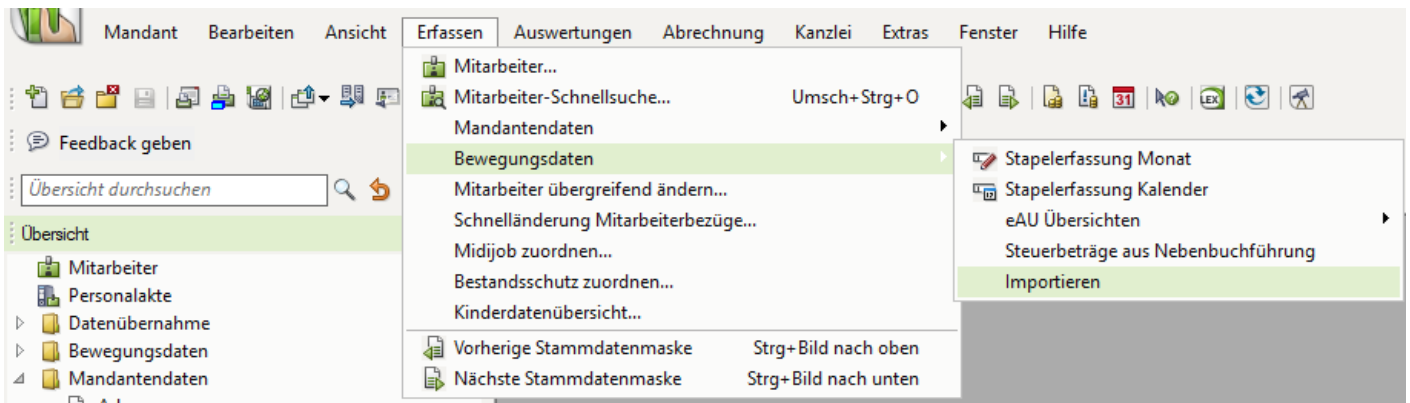 Mandant Bearbeiten Ansicht Erfassen Auswertungen Abrechnung Kanzlei Extras Fenster Hilfe
Mitarbeiter...
Mitarbeiter-Schnellsuche... Umsch+Strg+O
Mandantendaten
Bewegungsdaten
Mitarbeiter übergreifend ändern...
Schnelländerung Mitarbeiterbezüge...
Midijob zuordnen...
Bestandsschutz zuordnen...
Kinderdatenübersicht...
Vorherige Stammdatenmaske Strg+Bild nach oben
Nächste Stammdatenmaske Strg+Bild nach unten
Stapelerfassung Monat
Stapelerfassung Kalender
eAU Übersichten
Steuerbeträge aus Nebenbuchführung
Importieren
31 LEX
Feedback geben
Übersicht durchsuchen
Übersicht
Mitarbeiter
Personalakte
Datenübernahme
Bewegungsdaten
Mandantendaten